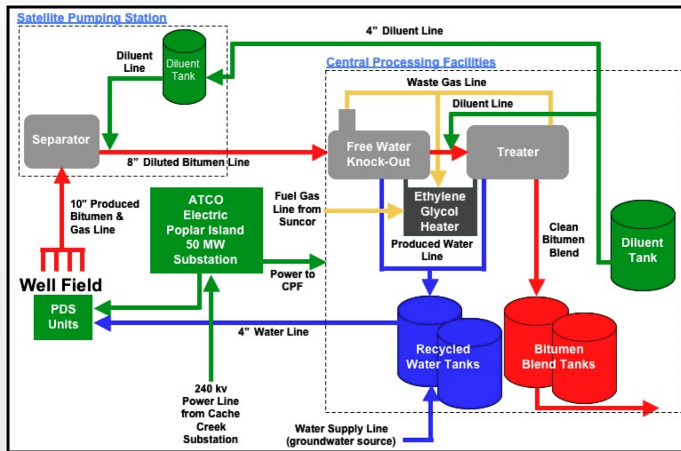 Satellite Pumping Station
Diluent
Line
Diluent
Tank
4” Diluent Line
Central Processing Facilities
Waste Gas Line
Diluent Line
Separator
8” Diluted Bitumen Line
Free Water
Knock-Out
Treater
10” Produced
Bitumen &
Gas Line
ATCO
Electric
Poplar Island
50 MW
Substation
Fuel Gas
Line from
Suncor
Ethylene
Glycol
Heater
Produced Water
Line
Clean
Bitumen
Blend
Diluent
Tank
Well Field
Power to
CPF
PDS
Units
4” Water Line
Recycled
Water Tanks
Bitumen
Blend Tanks
240 kv
Power Line
from Cache
Creek
Substation
Water Supply Line
(groundwater source)